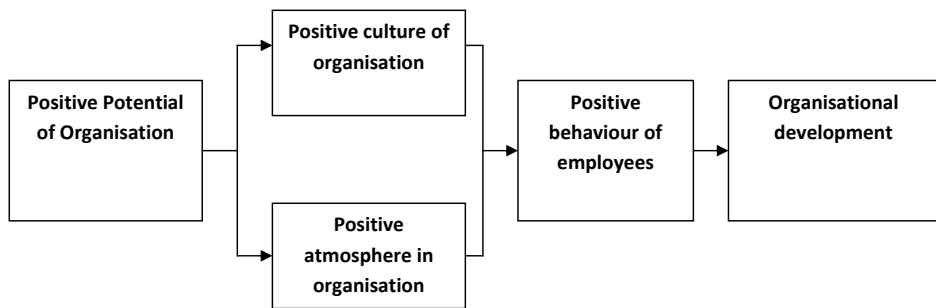 Positive Potential
of Organisation
Positive culture of
organisation
Positive
atmosphere in
organisation
Positive
behaviour of
employees
Organisational
development